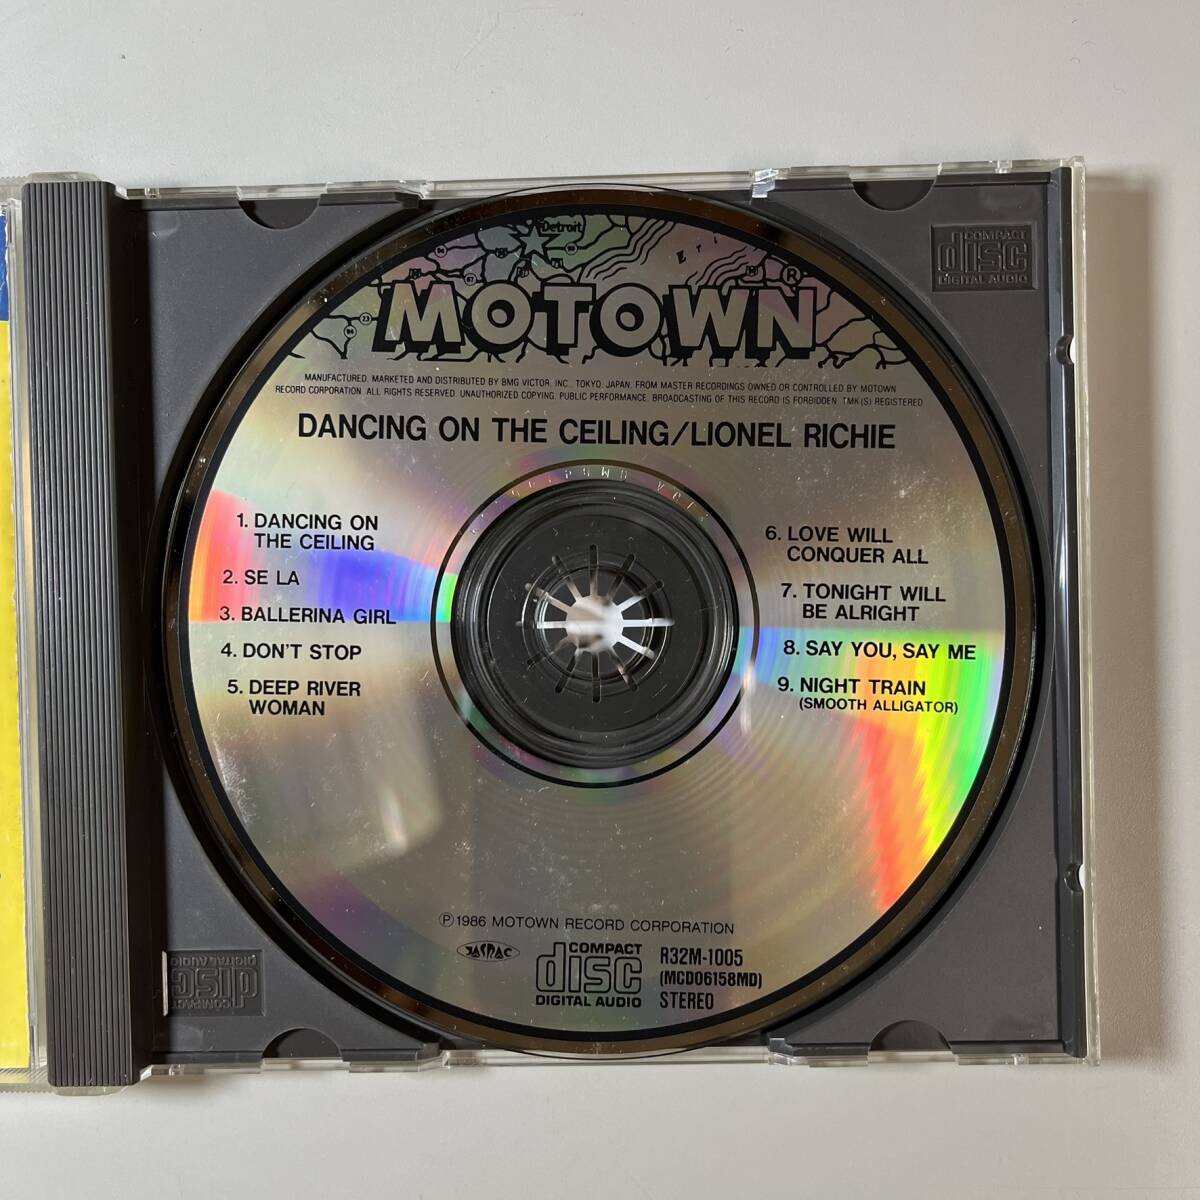 Detroit
MOTOWN
®
MANUFACTURED, MARKETED AND DISTRIBUTED BY BMG VICTOR, INC., TOKYO, JAPAN, FROM MASTER RECORDINGS OWNED OR CONTROLLED BY MOTOWN
RECORD CORPORATION. ALL RIGHTS RESERVED. UNAUTHORIZED COPYING, PUBLIC PERFORMANCE, BROADCASTING OF THIS RECORD IS FORBIDDEN. TMK(S) REGISTERED
DANCING ON THE CEILING/LIONEL RICHIE
1. DANCING ON
THE CEILING
2. SE LA
3. BALLERINA GIRL
4. DON'T STOP
5. DEEP RIVER
WOMAN
6. LOVE WILL
CONQUER ALL
7. TONIGHT WILL
BE ALRIGHT
8. SAY YOU, SAY ME
9. NIGHT TRAIN
(SMOOTH ALLIGATOR)
℗1986 MOTOWN RECORD CORPORATION
JASRAC
COMPACT
disc
DIGITAL AUDIO
R32M-1005
(MCD06158MD)
STEREO
COMPACT
disc
DIGITAL AUDIO
COMPACT
disc
DIGITAL AUDIO